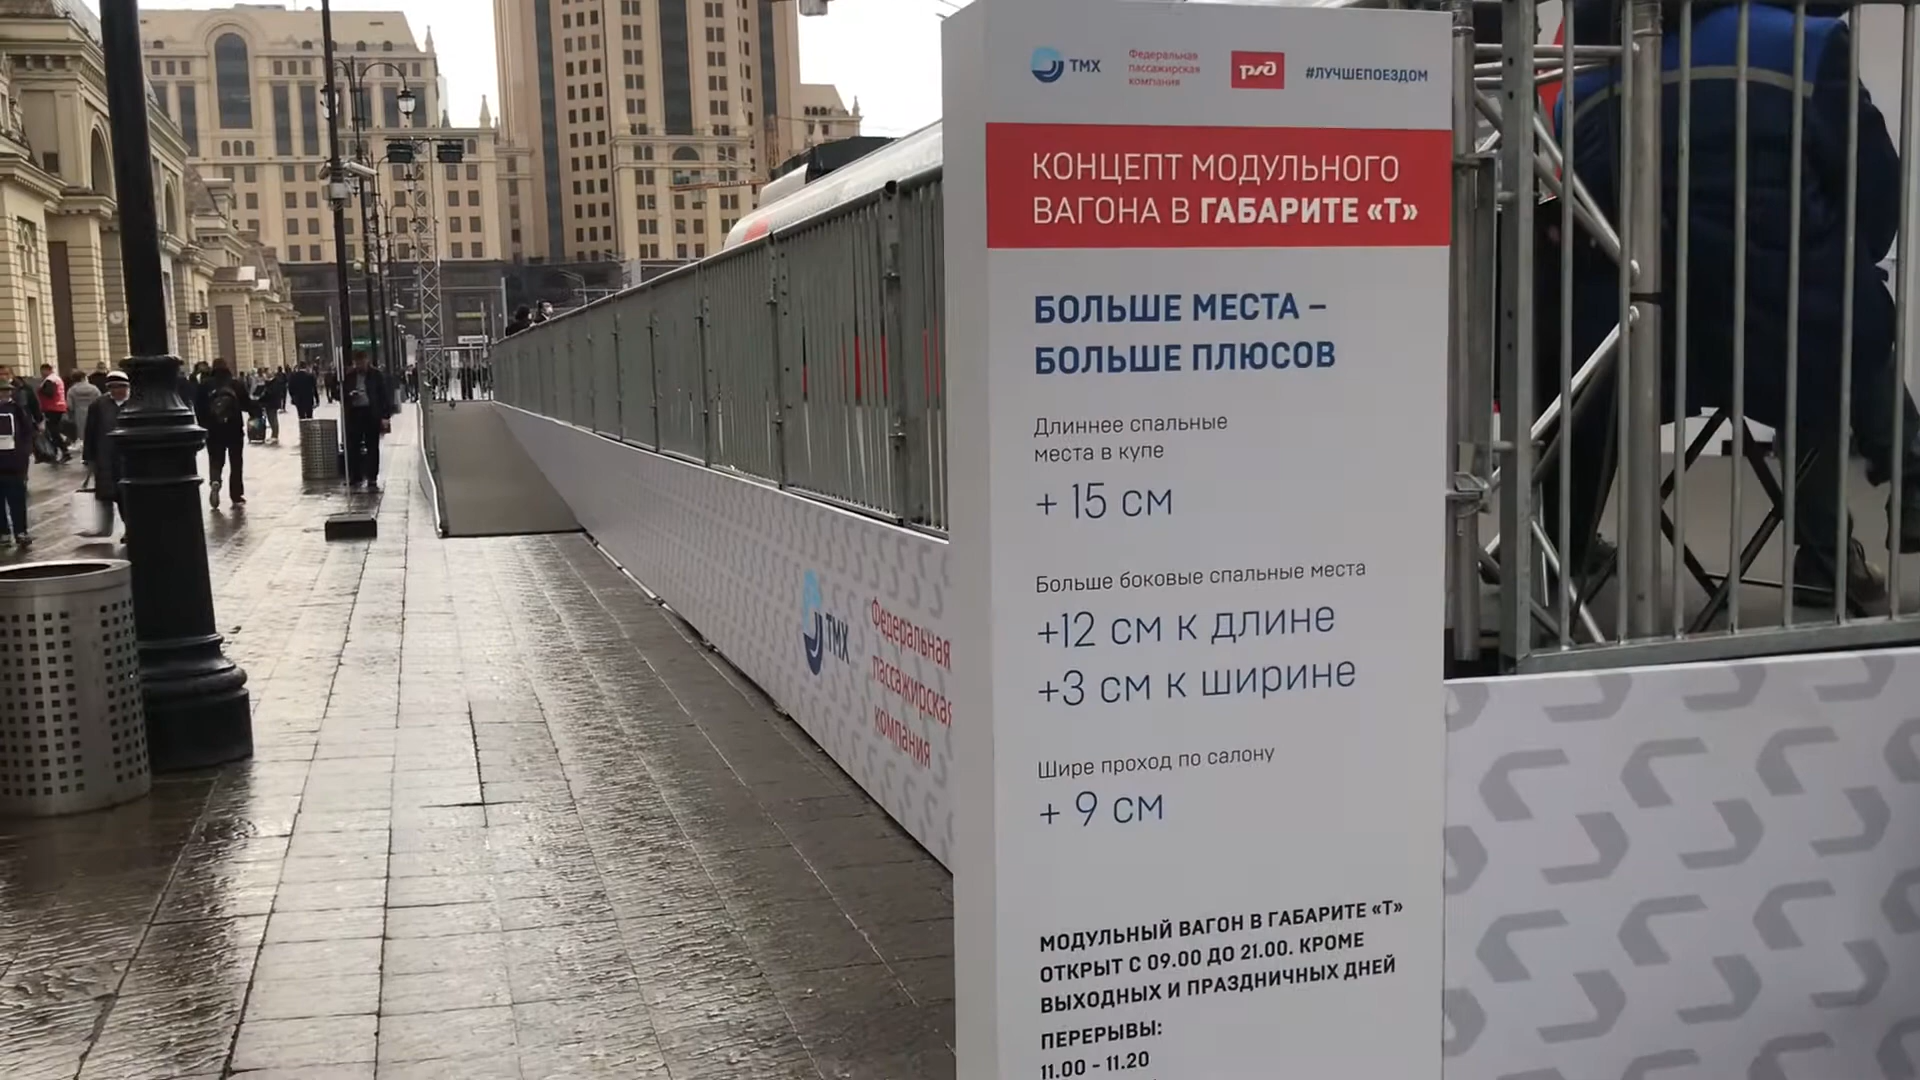 ТМХ
Федеральная
пассажирская
компания
ржд
#ЛУЧШЕПОЕЗДОМ
КОНЦЕПТ МОДУЛЬНОГО
ВАГОНА В ГАБАРИТЕ «Т»
БОЛЬШЕ МЕСТА –
БОЛЬШЕ ПЛЮСОВ
Длиннее спальные
места в купе
+ 15 см
Больше боковые спальные места
+12 см к длине
+3 см к ширине
Шире проход по салону
+ 9 см
МОДУЛЬНЫЙ ВАГОН В ГАБАРИТЕ «Т»
ОТКРЫТ С 09.00 ДО 21.00. КРОМЕ
ВЫХОДНЫХ И ПРАЗДНИЧНЫХ ДНЕЙ
ПЕРЕРЫВЫ:
11.00 - 11.20
ТМХ
Федеральная
пассажирская
компания
3
4